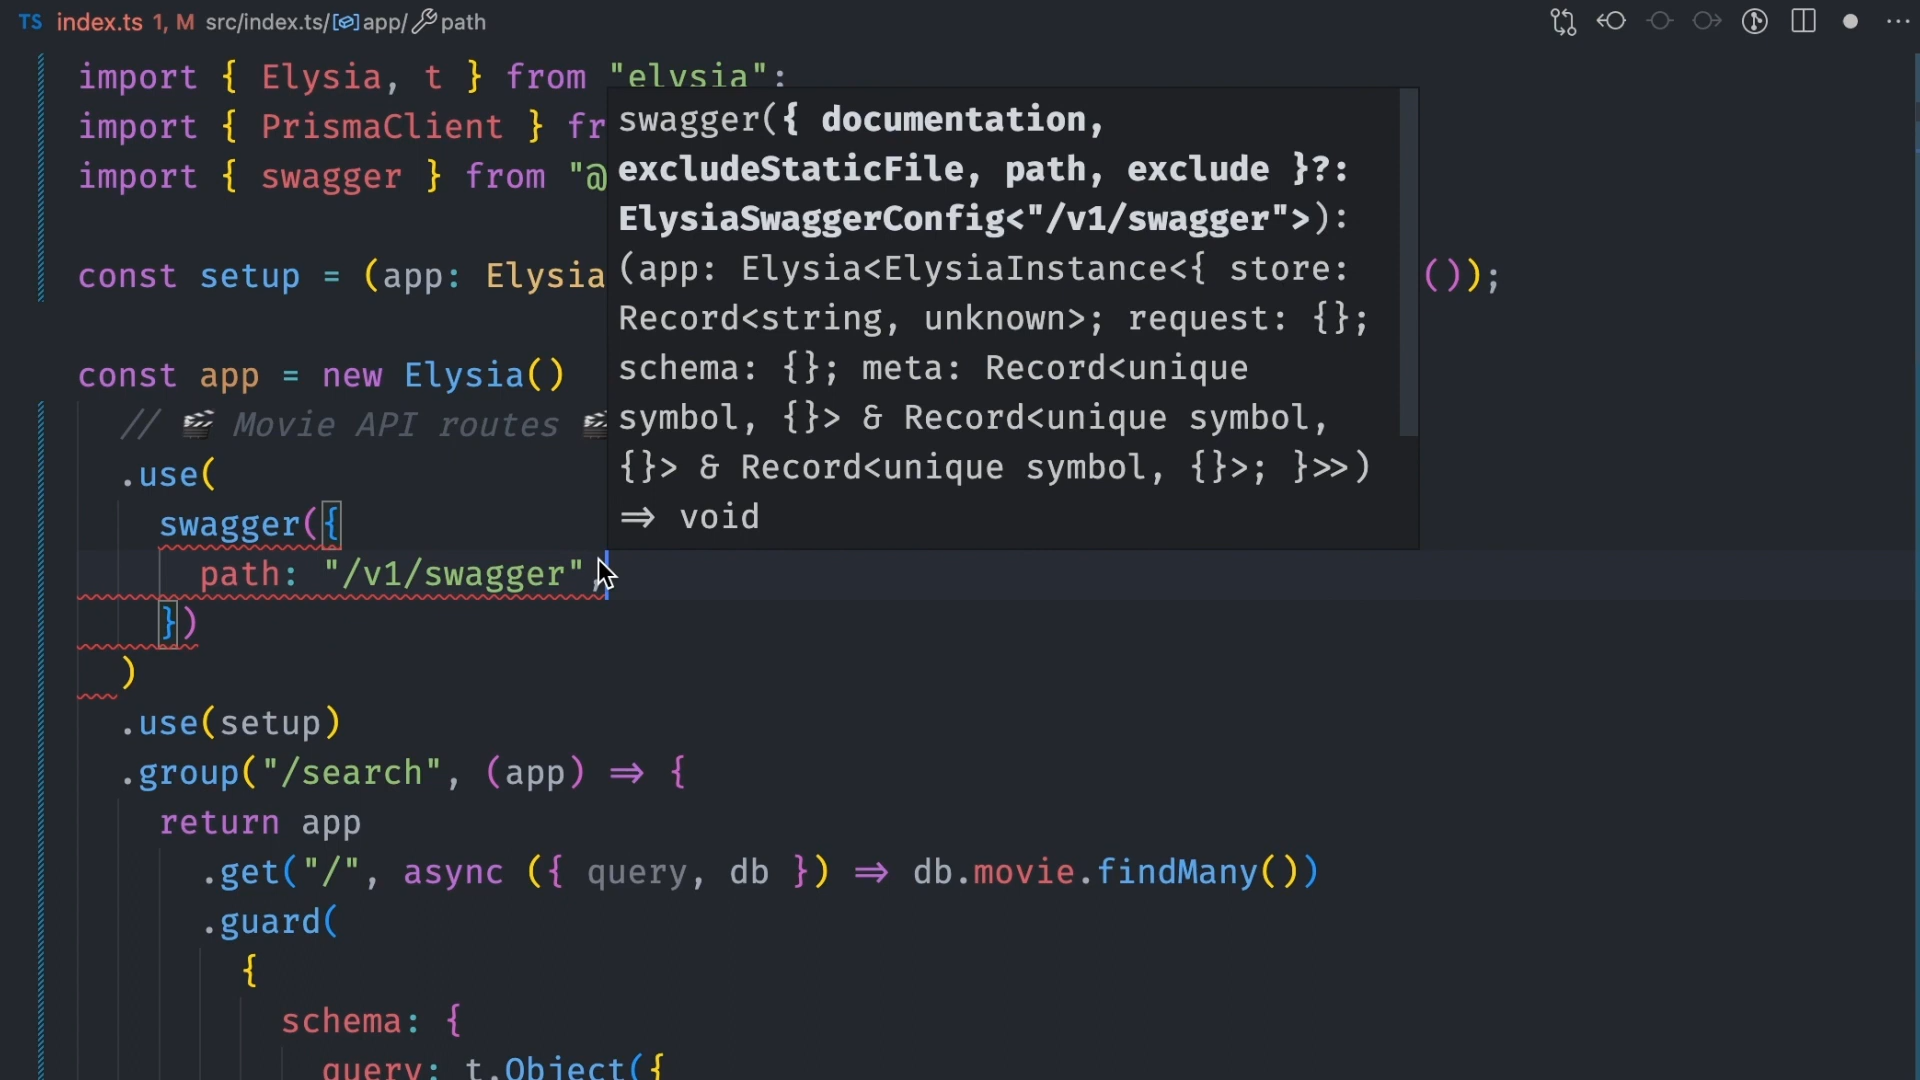 TS index.ts 1, M src/index.ts/app/path
import { Elysia, t } from "elysia";
import { PrismaClient } fr
import { swagger } from "@
swagger({ documentation,
excludeStaticFile, path, exclude }?:
ElysiaSwaggerConfig<"/v1/swagger">):
(app: Elysia<ElysiaInstance<{ store:
Record<string, unknown>; request: {};
schema: {}; meta: Record<unique
symbol, {}> & Record<unique symbol,
{}> & Record<unique symbol, {}>; }>>)
=> void
const setup = (app: Elysia ());
const app = new Elysia()
// 🎬 Movie API routes 🎬
.use(
swagger({
path: "/v1/swagger",
})
)
.use(setup)
.group("/search", (app) => {
return app
.get("/", async ({ query, db }) => db.movie.findMany())
.guard(
{
schema: {
query: t.Object({